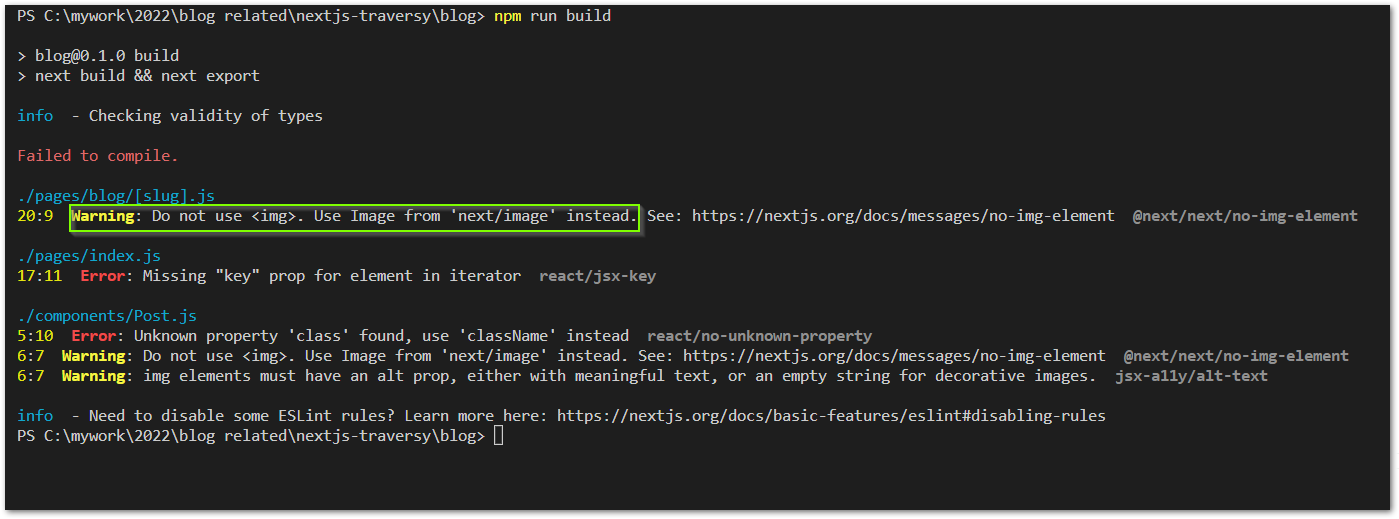 PS C:\mywork\2022\blog related\nextjs-traversy\blog> npm run build
> blog@0.1.0 build
> next build && next export
info  - Checking validity of types
Failed to compile.
./pages/blog/[slug].js
20:9  Warning: Do not use <img>. Use Image from 'next/image' instead. See: https://nextjs.org/docs/messages/no-img-element  @next/next/no-img-element
./pages/index.js
17:11  Error: Missing "key" prop for element in iterator  react/jsx-key
./components/Post.js
5:10  Error: Unknown property 'class' found, use 'className' instead  react/no-unknown-property
6:7  Warning: Do not use <img>. Use Image from 'next/image' instead. See: https://nextjs.org/docs/messages/no-img-element  @next/next/no-img-element
6:7  Warning: img elements must have an alt prop, either with meaningful text, or an empty string for decorative images.  jsx-a11y/alt-text
info  - Need to disable some ESLint rules? Learn more here: https://nextjs.org/docs/basic-features/eslint#disabling-rules
PS C:\mywork\2022\blog related\nextjs-traversy\blog>